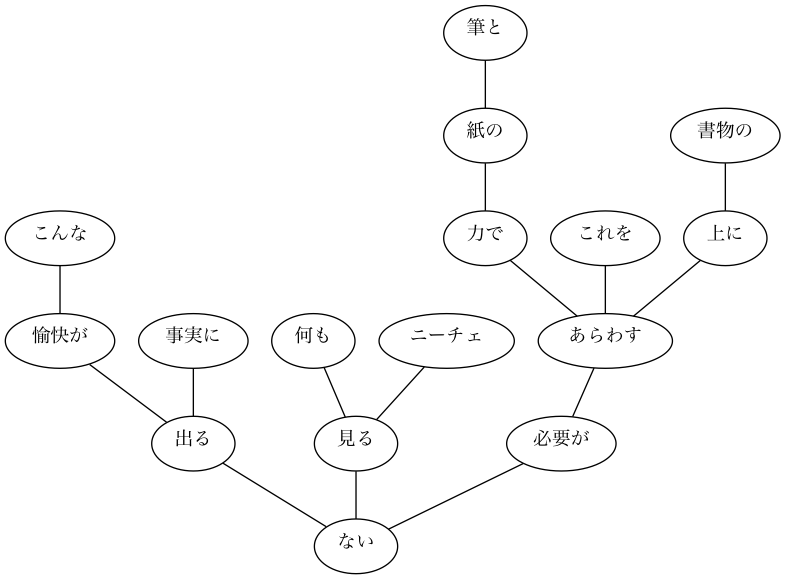 筆と
紙の
書物の
こんな
力で
これを
上に
愉快が
事実に
何も
ニーチェ
あらわす
出る
見る
必要が
ない